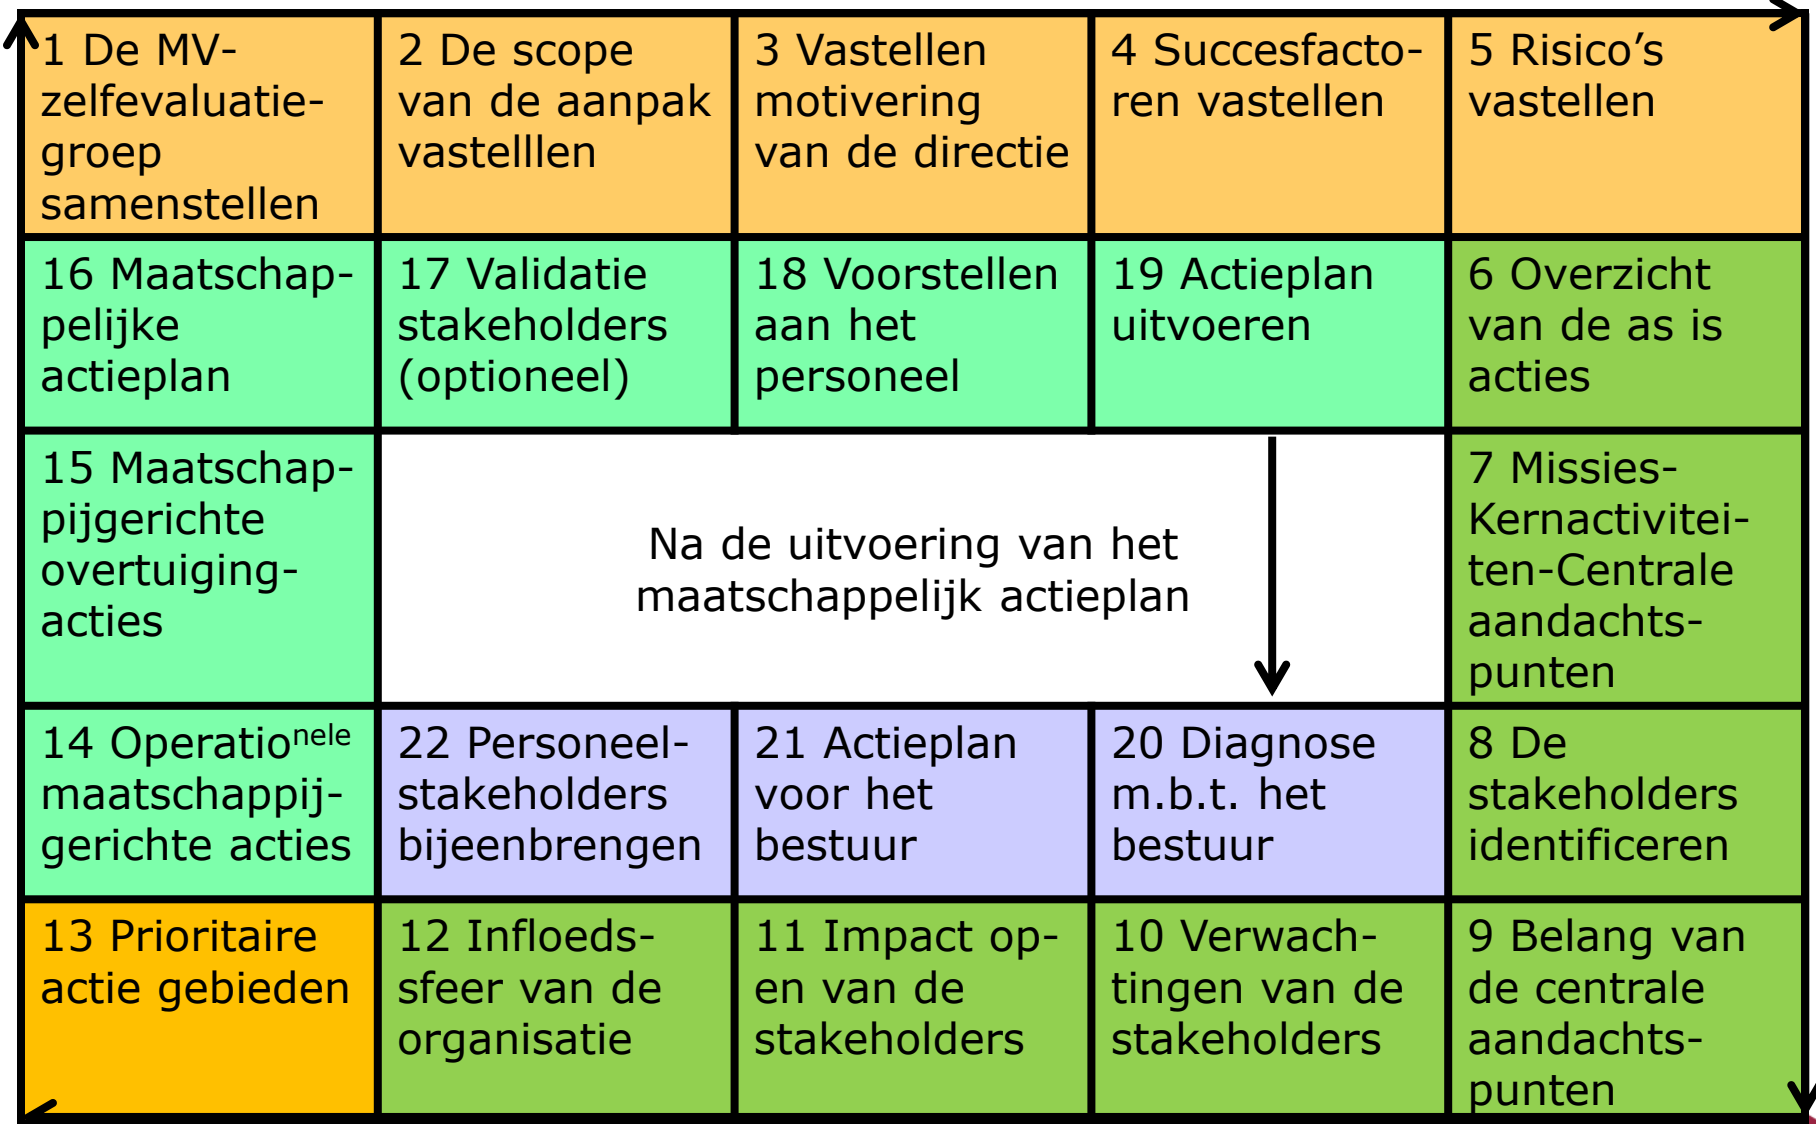 1 De MV-
zelfevaluatie-
groep
samenstellen
2 De scope
van de aanpak
vastelllen
3 Vastellen
motivering
van de directie
4 Succesfacto-
ren vastellen
5 Risico's
vastellen
16 Maatschap-
pelijke
actieplan
17 Validatie
stakeholders
(optioneel)
18 Voorstellen
aan het
personeel
19 Actieplan
uitvoeren
6 Overzicht
van de as is
acties
15 Maatschap-
pijgerichte
overtuiging-
acties
Na de uitvoering van het
maatschappelijk actieplan
7 Missies-
Kernactivitei-
ten-Centrale
aandachts-
punten
14 Operationele
maatschappij-
gerichte acties
22 Personeel-
stakeholders
bijeenbrengen
21 Actieplan
voor het
bestuur
20 Diagnose
m.b.t. het
bestuur
8 De
stakeholders
identificeren
13 Prioritaire
actie gebieden
12 Infloeds-
sfeer van de
organisatie
11 Impact op-
en van de
stakeholders
10 Verwach-
tingen van de
stakeholders
9 Belang van
de centrale
aandachts-
punten